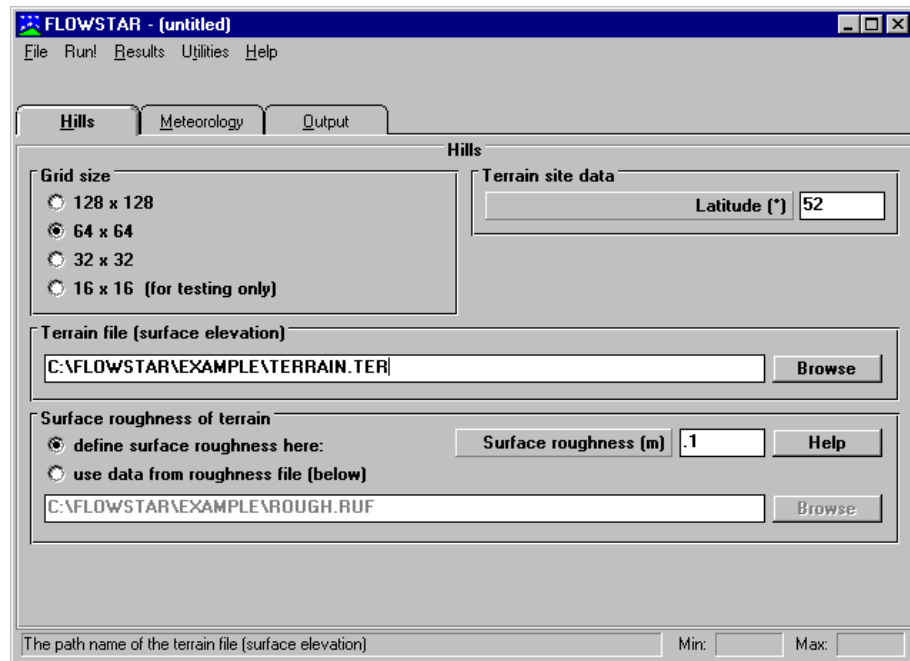 FLOWSTAR - (untitled)
File Run! Results Utilities Help
Hills Meteorology Output
Hills
Grid size
128 x 128
64 x 64
32 x 32
16 x 16 (for testing only)
Terrain site data
Latitude (°) 52
Terrain file (surface elevation)
C:\FLOWSTAR\EXAMPLE\TERRAIN.TER Browse
Surface roughness of terrain
define surface roughness here: Surface roughness (m) .1 Help
use data from roughness file (below)
C:\FLOWSTAR\EXAMPLE\ROUGH.RUF Browse
The path name of the terrain file (surface elevation) Min: Max: